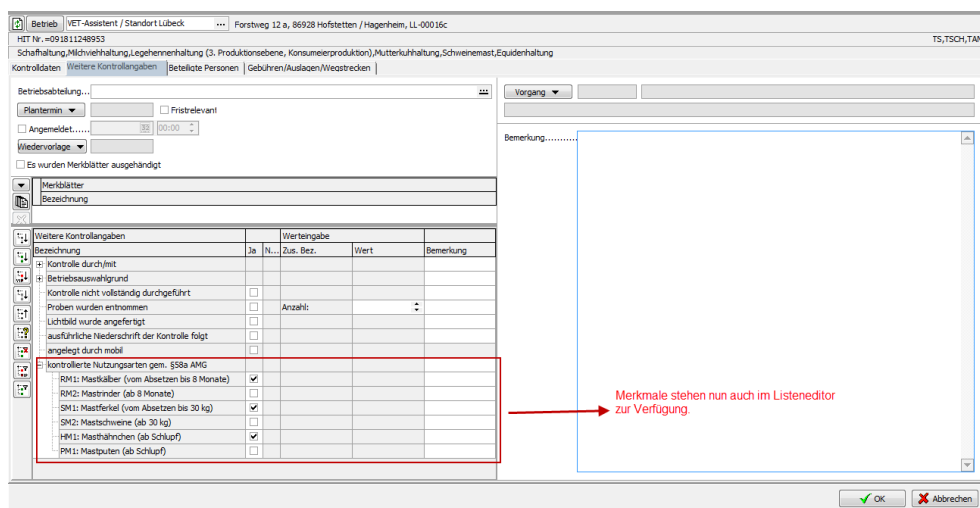 Betrieb VET-Assistent / Standort Lübeck ... Forstweg 12 a, 86928 Hofstetten / Hagenheim, LL-00016c
HIT Nr.=091811248953 TS,TSCH,TAM
Schafhaltung,Milchviehhaltung,Legehennenhaltung (3. Produktionsebene, Konsumeierproduktion),Mutterkuhhaltung,Schweinemast,Equidenhaltung
Kontrolldaten Weitere Kontrollangaben Beteiligte Personen Gebühren/Auslagen/Wegstrecken
Betriebsabteilung... ...
Vorgang
Plantermin Fristrelevant
Angemeldet...... 32 00:00
Wiedervorlage
Bemerkung...........
Es wurden Merkblätter ausgehändigt
Merkblätter
Bezeichnung
Weitere Kontrollangaben Werteingabe
Bezeichnung Ja N... Zus. Bez. Wert Bemerkung
Kontrolle durch/mit
Betriebsauswahlgrund
Kontrolle nicht vollständig durchgeführt
Proben wurden entnommen Anzahl:
Lichtbild wurde angefertigt
ausführliche Niederschrift der Kontrolle folgt
angelegt durch mobil
kontrollierte Nutzungsarten gem. §58a AMG
RM1: Mastkälber (vom Absetzen bis 8 Monate)
RM2: Mastrinder (ab 8 Monate)
SM1: Mastferkel (vom Absetzen bis 30 kg)
SM2: Mastschweine (ab 30 kg)
HM1: Masthähnchen (ab Schlupf)
PM1: Mastputen (ab Schlupf)
Merkmale stehen nun auch im Listeneditor
zur Verfügung.
OK Abbrechen